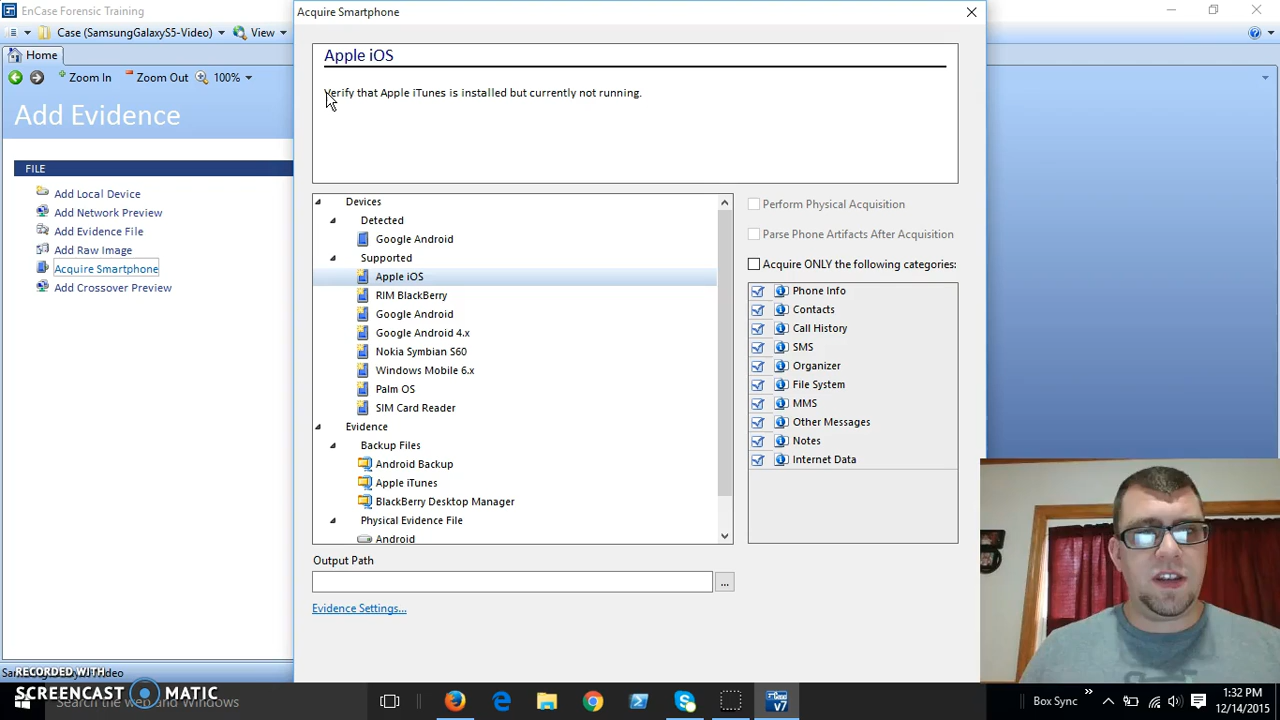 EnCase Forensic Training
Acquire Smartphone
Case (SamsungGalaxyS5-Video)
View
Home
Zoom In
Zoom Out
100%
Add Evidence
FILE
Add Local Device
Add Network Preview
Add Evidence File
Add Raw Image
Acquire Smartphone
Add Crossover Preview
Apple iOS
Verify that Apple iTunes is installed but currently not running.
Devices
Detected
Google Android
Supported
Apple iOS
RIM BlackBerry
Google Android
Google Android 4.x
Nokia Symbian S60
Windows Mobile 6.x
Palm OS
SIM Card Reader
Evidence
Backup Files
Android Backup
Apple iTunes
BlackBerry Desktop Manager
Physical Evidence File
Android
Perform Physical Acquisition
Parse Phone Artifacts After Acquisition
Acquire ONLY the following categories:
Phone Info
Contacts
Call History
SMS
Organizer
File System
MMS
Other Messages
Notes
Internet Data
Output Path
...
Evidence Settings...
RECORDED WITH
SCREENCAST MATIC
Search the web and Windows
v7
Box Sync
1:32 PM
12/14/2015